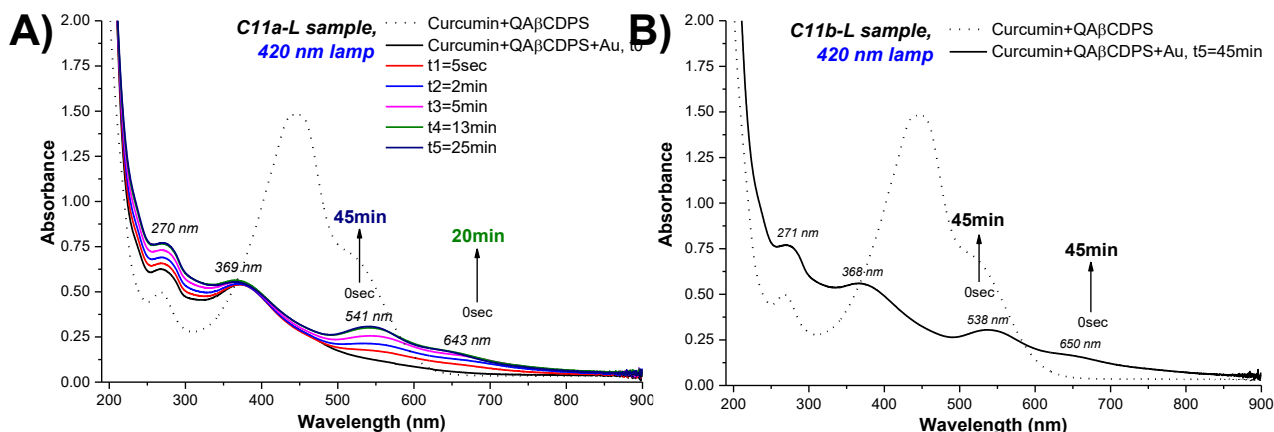 A)
C11a-L sample,
420 nm lamp
Curcumin+QAβCDPS
Curcumin+QAβCDPS+Au, t0
t1=5sec
t2=2min
t3=5min
t4=13min
t5=25min
2.00
1.75
1.50
1.25
1.00
0.75
0.50
0.25
0.00
Absorbance
270 nm
369 nm
45min
0sec
541 nm
20min
0sec
643 nm
200 300 400 500 600 700 800 900
Wavelength (nm)
B)
C11b-L sample,
420 nm lamp
Curcumin+QAβCDPS
Curcumin+QAβCDPS+Au, t5=45min
2.00
1.75
1.50
1.25
1.00
0.75
0.50
0.25
0.00
Absorbance
271 nm
368 nm
45min
0sec
538 nm
45min
0sec
650 nm
200 300 400 500 600 700 800 900
Wavelength (nm)